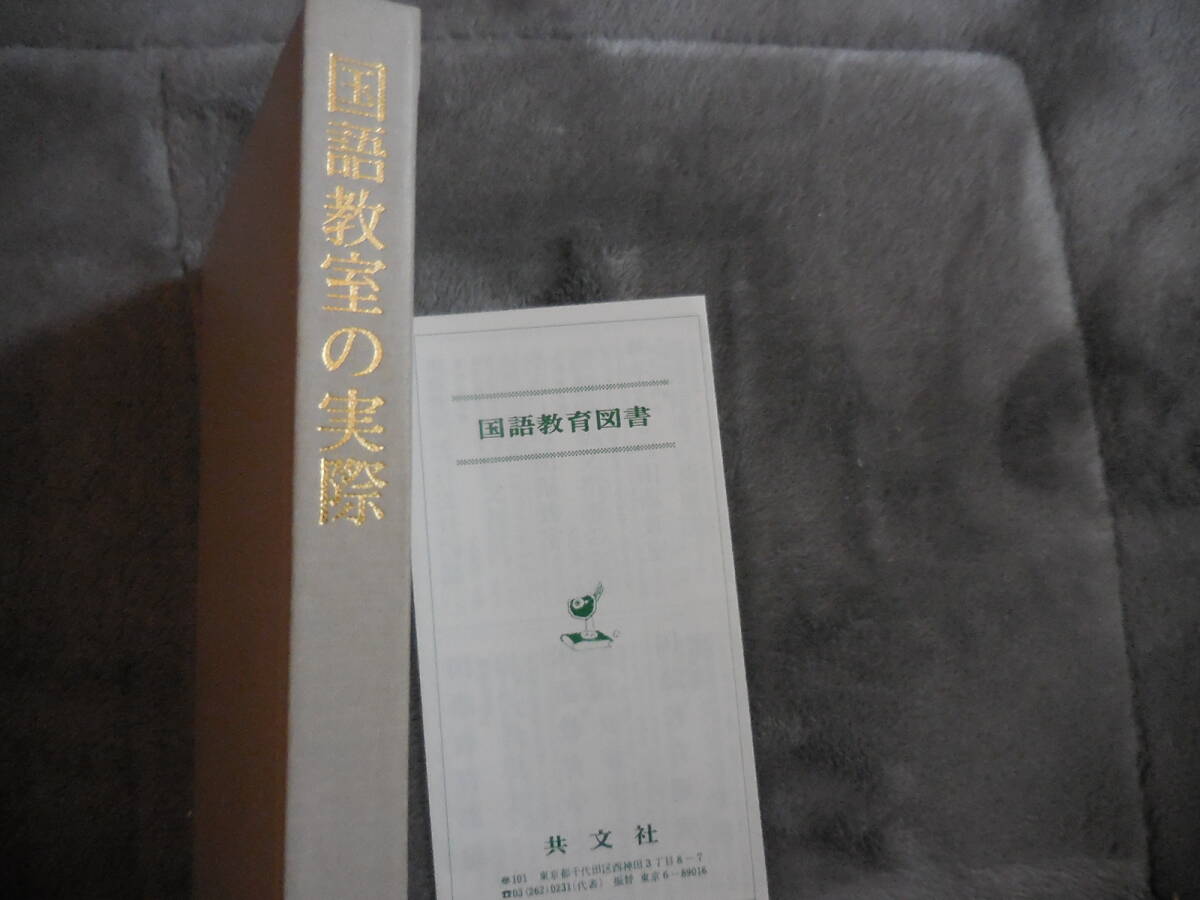 国語教室の実際
国語教育図書
共文社
〠101 東京都千代田区西神田3丁目8-7
☎03(262)0231(代表) 振替 東京6-89016